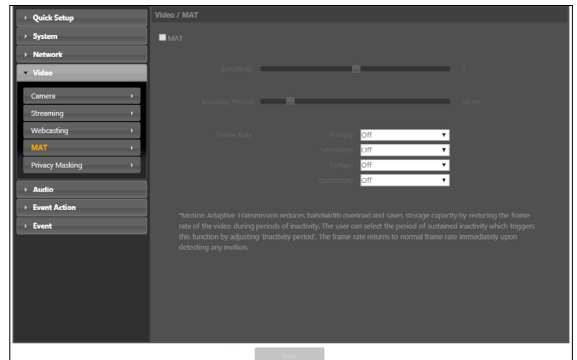 Quick Setup
System
Network
Video
Camera
Streaming
Webcasting
MAT
Privacy Masking
Audio
Event Action
Event
Video / MAT
MAT
Sensitivity
Inactivity Period
Frame Rate
Primary Off
Secondary Off
Tertiary Off
Quaternary Off
*Motion Adaptive Transmission reduces bandwidth overload and saves storage capacity by reducing the frame
rate of the video during periods of inactivity. The user can select the period of sustained inactivity which triggers
this function by adjusting 'Inactivity period'. The frame rate returns to normal frame rate immediately upon
detecting any motion.
Save